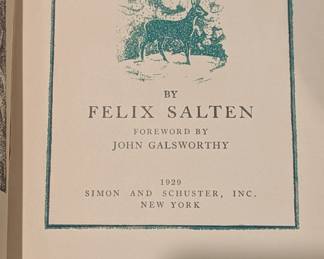 BY
FELIX SALTEN
FOREWORD BY
JOHN GALSWORTHY
1929
SIMON AND SCHUSTER, INC.
NEW YORK